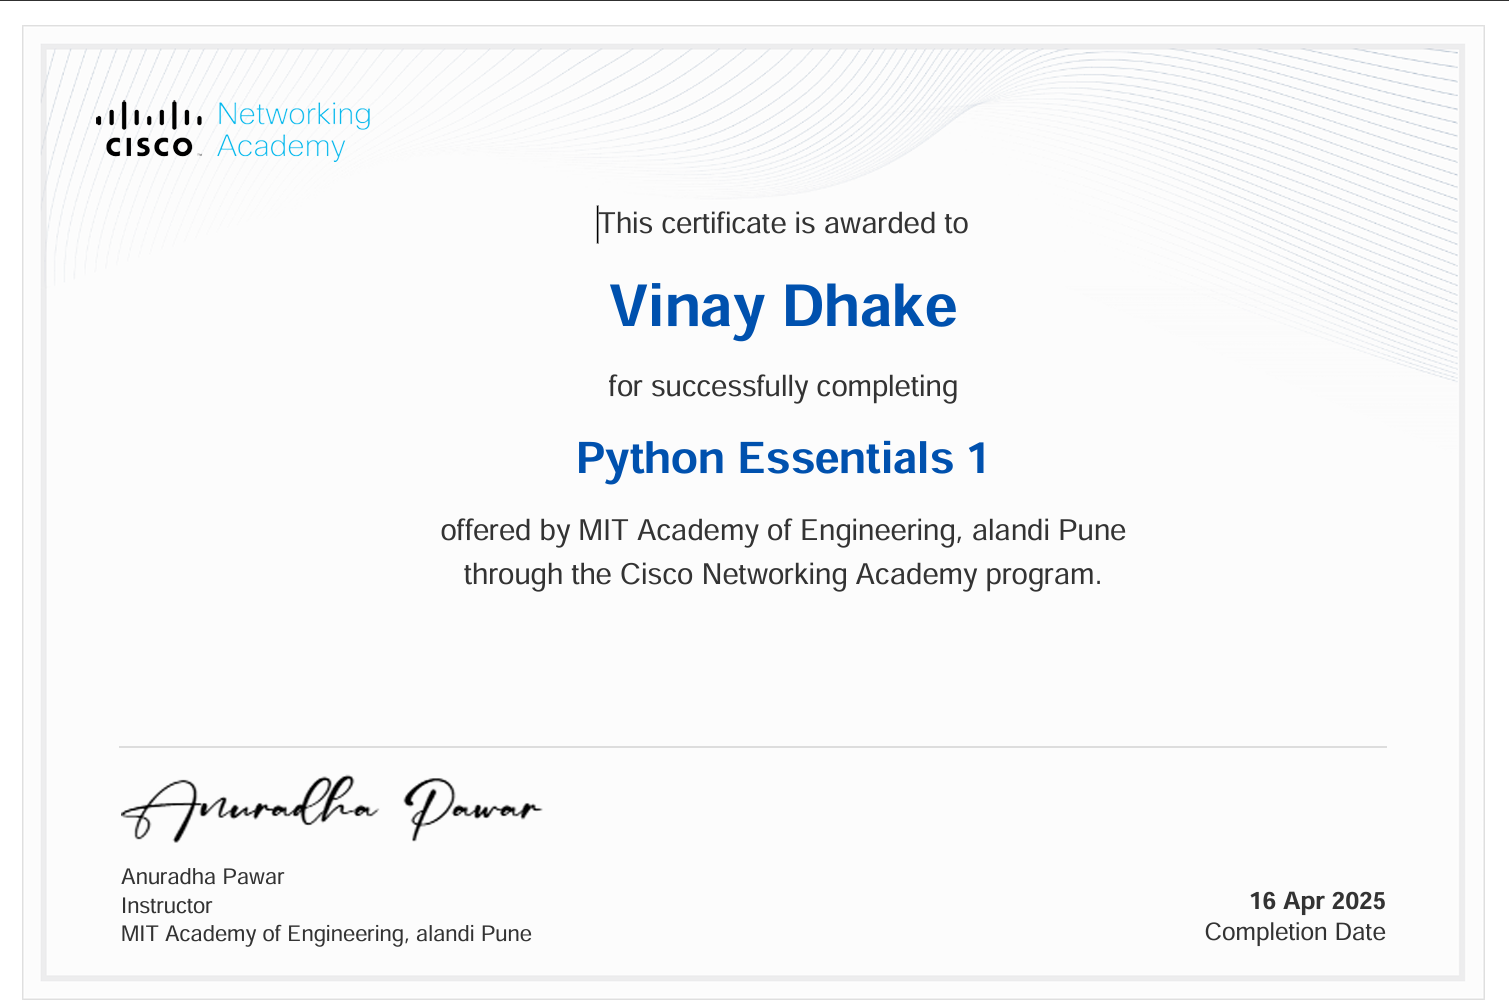 Networking
Academy
CISCO
This certificate is awarded to
Vinay Dhake
for successfully completing
Python Essentials 1
offered by MIT Academy of Engineering, alandi Pune
through the Cisco Networking Academy program.
Anuradha Pawar
Anuradha Pawar
Instructor
MIT Academy of Engineering, alandi Pune
16 Apr 2025
Completion Date